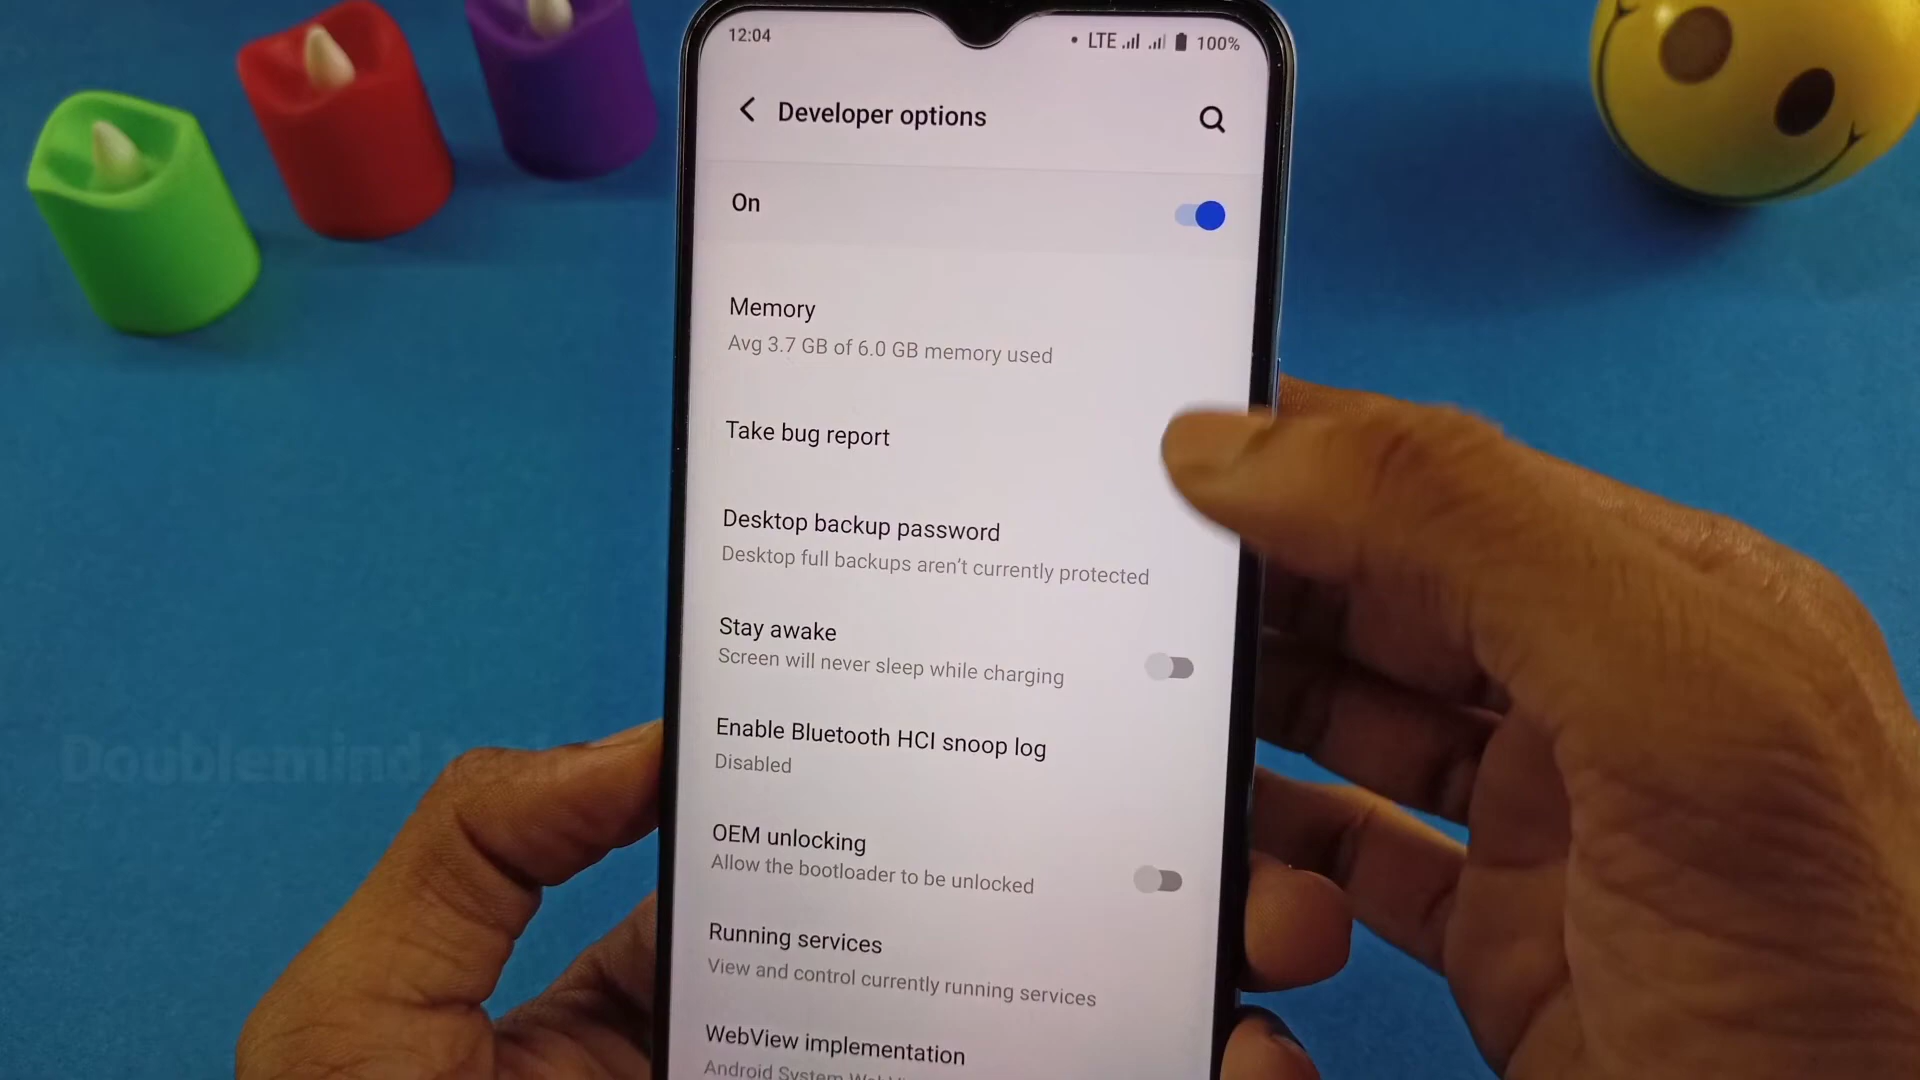 12:04
LTE 100%
Developer options
On
Memory
Avg 3.7 GB of 6.0 GB memory used
Take bug report
Desktop backup password
Desktop full backups aren't currently protected
Stay awake
Screen will never sleep while charging
Enable Bluetooth HCI snoop log
Disabled
OEM unlocking
Allow the bootloader to be unlocked
Running services
View and control currently running services
WebView implementation
Android System
Doublemind Tech